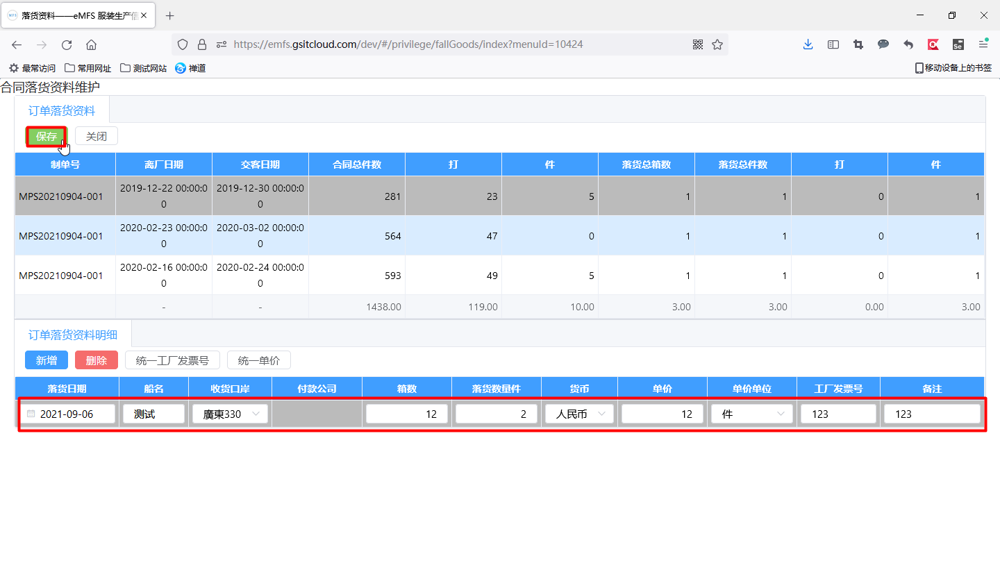 落货资料——eMFS 服装生产信
https://emfs.gsitcloud.com/dev/#/privilege/fallGoods/index?menuId=10424
最常访问 常用网址 测试网站 禅道 移动设备上的书签
合同落货资料维护
订单落货资料
保存 关闭
制单号 离厂日期 交客日期 合同总件数 打 件 落货总箱数 落货总件数 打 件
MPS20210904-001 2019-12-22 00:00:00 2019-12-30 00:00:00 281 23 5 1 1 0 1
MPS20210904-001 2020-02-23 00:00:00 2020-03-02 00:00:00 564 47 0 1 1 0 1
MPS20210904-001 2020-02-16 00:00:00 2020-02-24 00:00:00 593 49 5 1 1 0 1
- - 1438.00 119.00 10.00 3.00 3.00 0.00 3.00
订单落货资料明细
新增 删除 统一工厂发票号 统一单价
落货日期 船名 收货口岸 付款公司 箱数 落货数量件 货币 单价 单价单位 工厂发票号 备注
2021-09-06 测试 廣東330 12 2 人民币 12 件 123 123